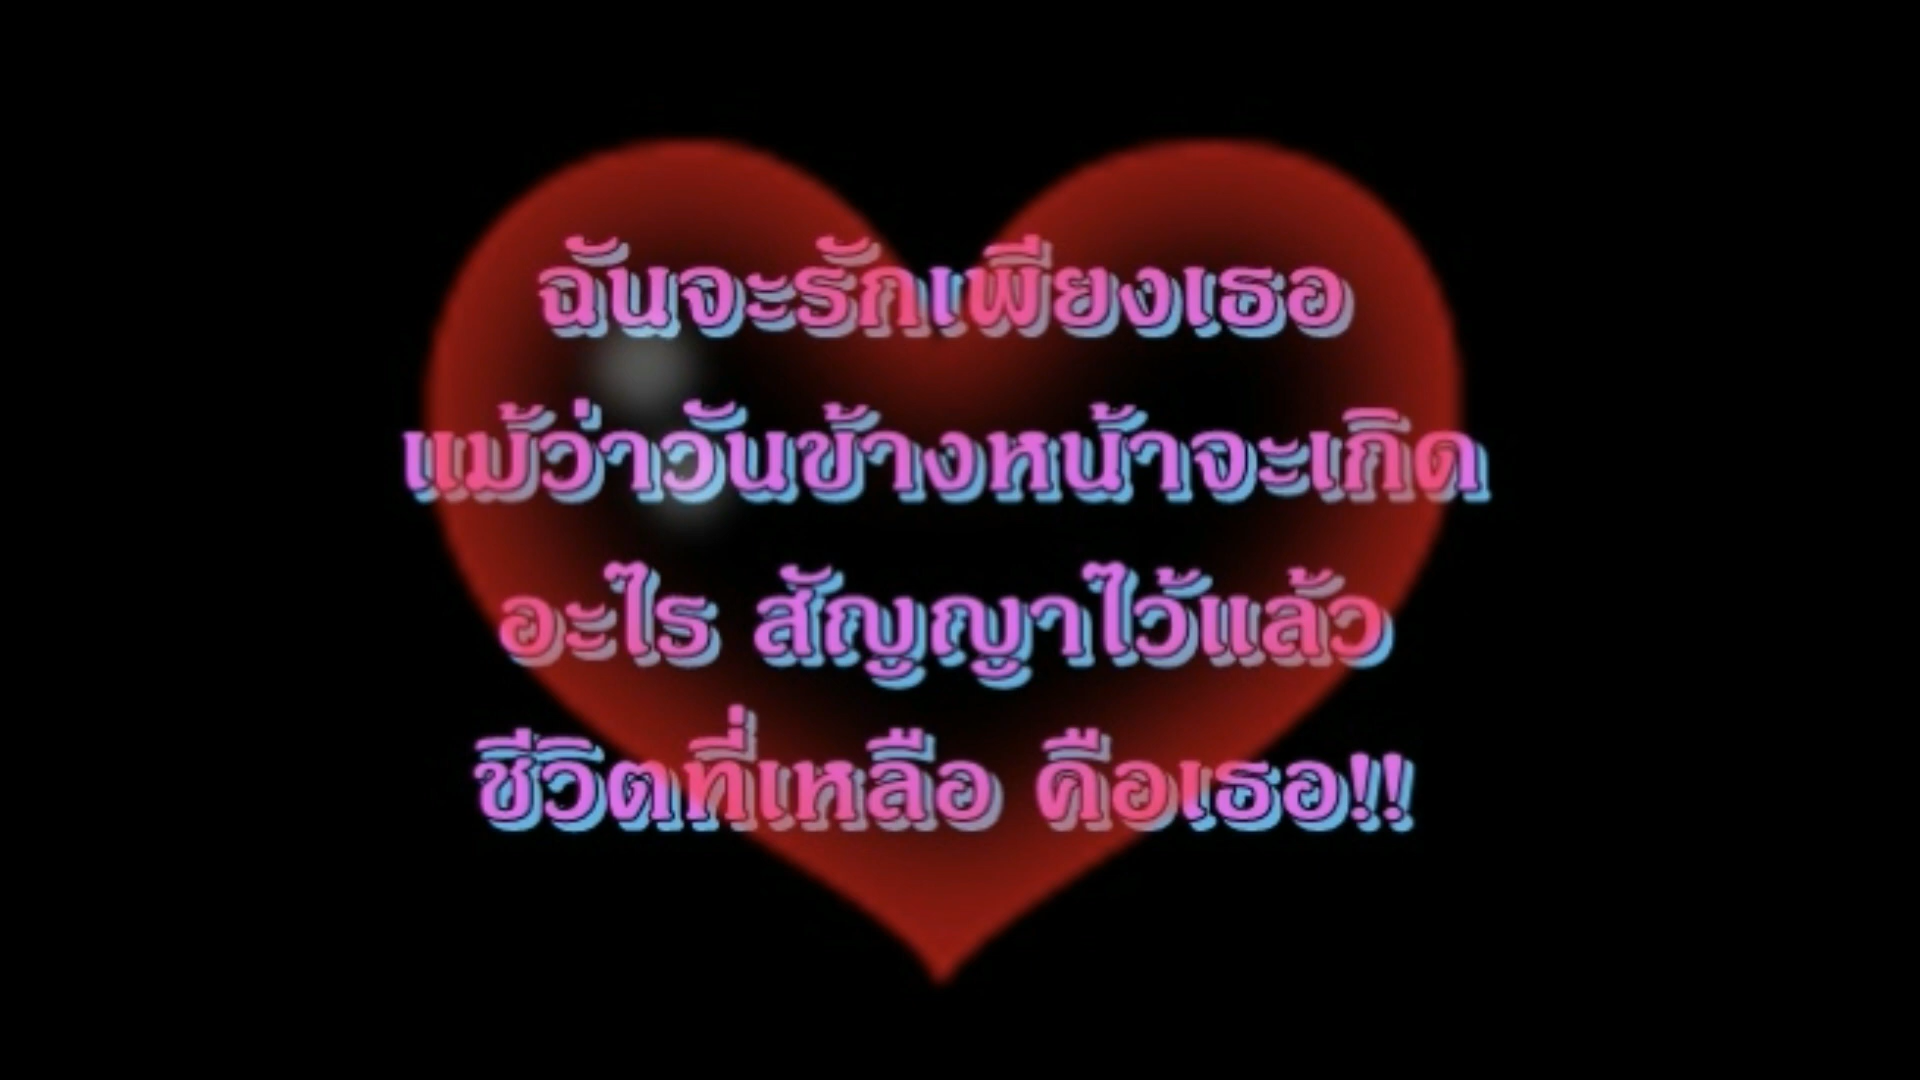 ฉันจะรักเพียงเธอ
แม้ว่าวันข้างหน้าจะเกิด
อะไร สัญญาไว้แล้ว
ชีวิตที่เหลือ คือเธอ!!